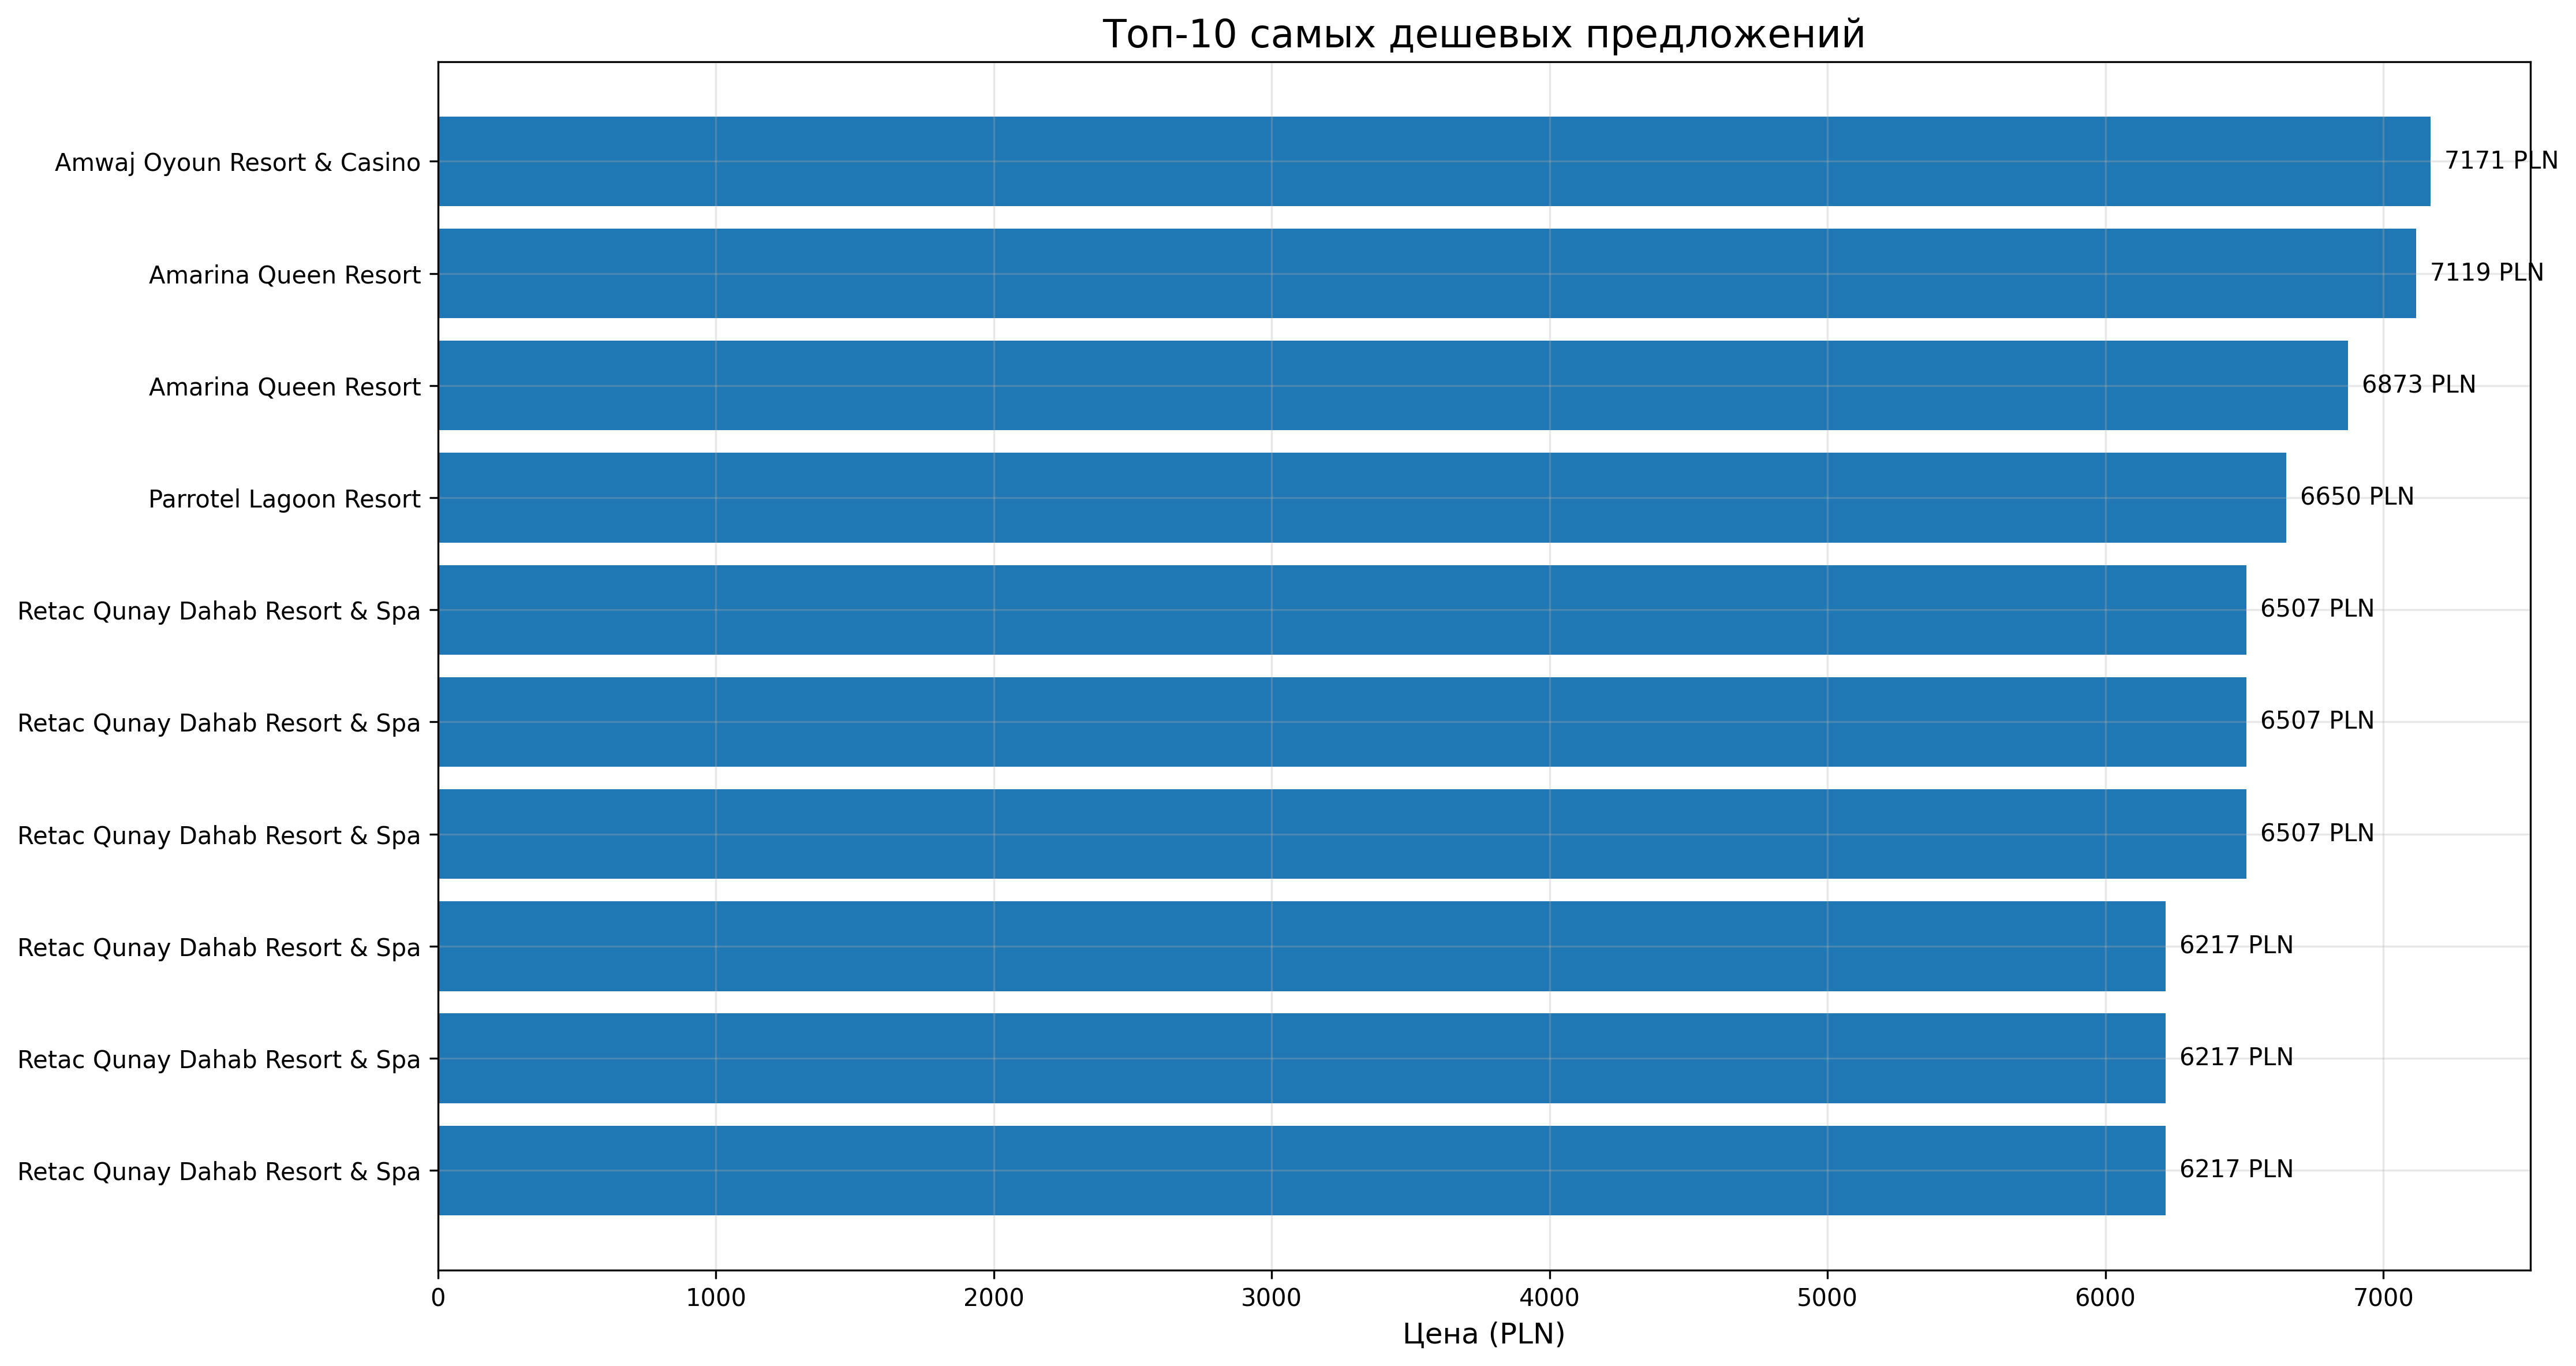 Топ-10 самых дешевых предложений
Amwaj Oyoun Resort & Casino 7171 PLN
Amarina Queen Resort 7119 PLN
Amarina Queen Resort 6873 PLN
Parrotel Lagoon Resort 6650 PLN
Retac Qunay Dahab Resort & Spa 6507 PLN
Retac Qunay Dahab Resort & Spa 6507 PLN
Retac Qunay Dahab Resort & Spa 6507 PLN
Retac Qunay Dahab Resort & Spa 6217 PLN
Retac Qunay Dahab Resort & Spa 6217 PLN
Retac Qunay Dahab Resort & Spa 6217 PLN
0 1000 2000 3000 4000 5000 6000 7000
Цена (PLN)